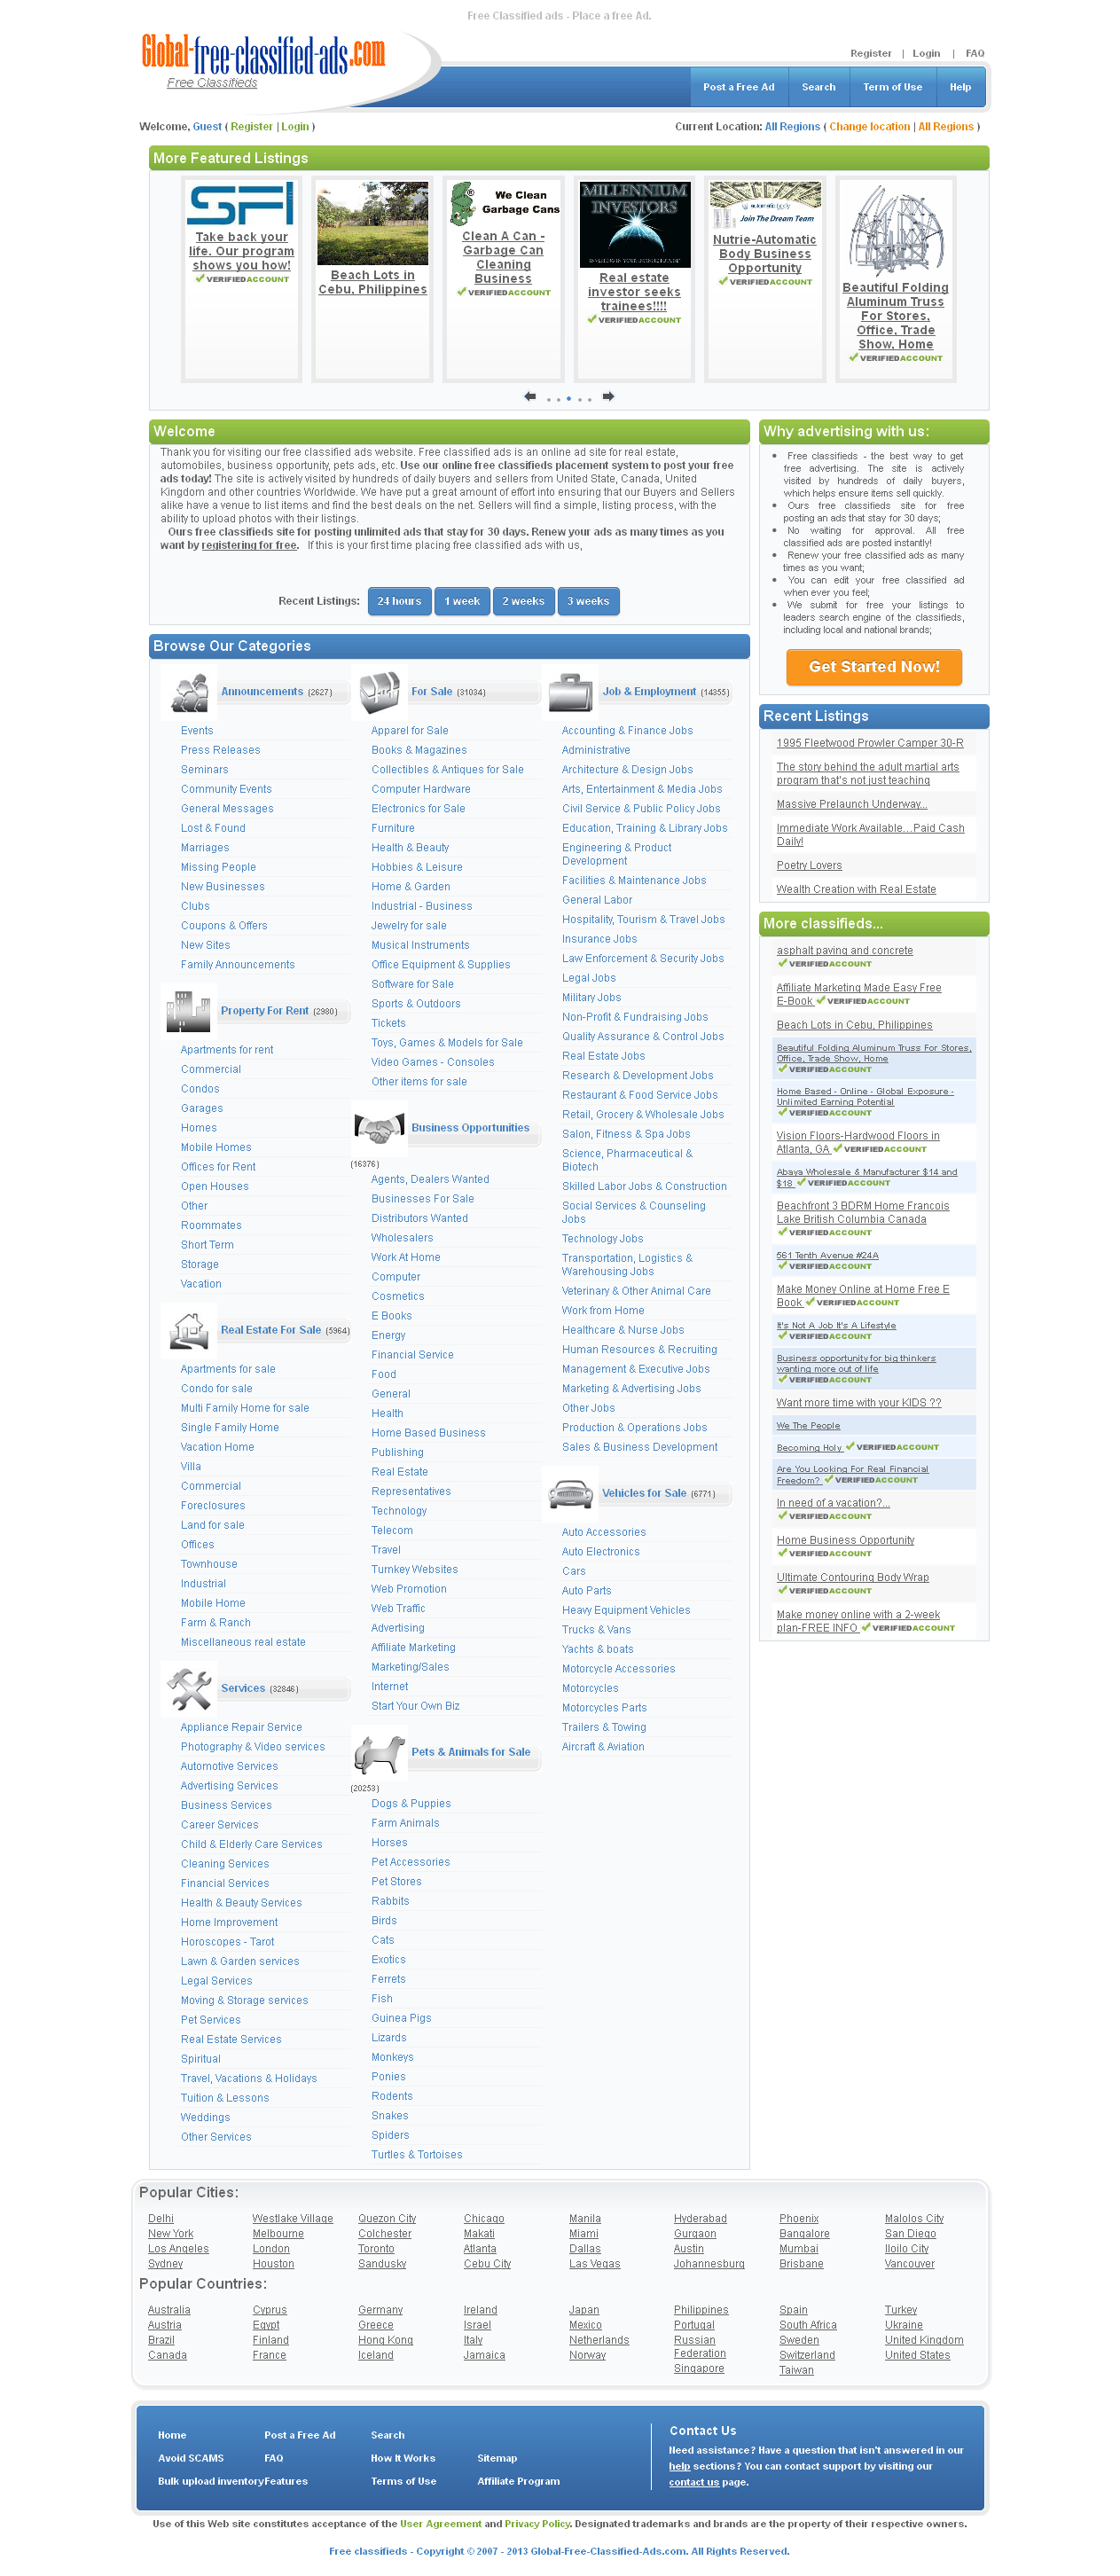 Free Classified ads - Place a free Ad.
Global-free-classified-ads.com
Free Classifieds
Register | Login | FAQ
Post a Free Ad Search Term of Use Help
Welcome, Guest ( Register | Login )
Current Location: All Regions ( Change location | All Regions )
More Featured Listings
SFI
Take back your
life. Our program
shows you how!
VERIFIEDACCOUNT
Beach Lots in
Cebu, Philippines
We Clean
Garbage Cans
Clean A Can -
Garbage Can
Cleaning
Business
VERIFIEDACCOUNT
MILLENNIUM
INVESTORS
Real estate
investor seeks
trainees!!!!
VERIFIEDACCOUNT
automatic body
Join The Dream Team
Nutrie-Automatic
Body Business
Opportunity
VERIFIEDACCOUNT
Beautiful Folding
Aluminum Truss
For Stores,
Office, Trade
Show, Home
VERIFIEDACCOUNT
Welcome
Thank you for visiting our free classified ads website. Free classified ads is an online ad site for real estate,
automobiles, business opportunity, pets ads, etc. Use our online free classifieds placement system to post your free
ads today! The site is actively visited by hundreds of daily buyers and sellers from United State, Canada, United
Kingdom and other countries Worldwide. We have put a great amount of effort into ensuring that our Buyers and Sellers
alike have a venue to list items and find the best deals on the net. Sellers will find a simple, listing process, with the
ability to upload photos with their listings.
Ours free classifieds site for posting unlimited ads that stay for 30 days. Renew your ads as many times as you
want by registering for free. If this is your first time placing free classified ads with us,
Recent Listings: 24 hours 1 week 2 weeks 3 weeks
Why advertising with us:
• Free classifieds - the best way to get
free advertising. The site is actively
visited by hundreds of daily buyers,
which helps ensure items sell quickly.
• Ours free classifieds site for free
posting an ads that stay for 30 days;
• No waiting for approval. All free
classified ads are posted instantly!
• Renew your free classified ads as many
times as you want;
• You can edit your free classified ad
when ever you feel;
• We submit for free your listings to
leaders search engine of the classifieds,
including local and national brands;
Get Started Now!
Browse Our Categories
Announcements (2627)
Events
Press Releases
Seminars
Community Events
General Messages
Lost & Found
Marriages
Missing People
New Businesses
Clubs
Coupons & Offers
New Sites
Family Announcements
Property For Rent (2980)
Apartments for rent
Commercial
Condos
Garages
Homes
Mobile Homes
Offices for Rent
Open Houses
Other
Roommates
Short Term
Storage
Vacation
Real Estate For Sale (5964)
Apartments for sale
Condo for sale
Multi Family Home for sale
Single Family Home
Vacation Home
Villa
Commercial
Foreclosures
Land for sale
Offices
Townhouse
Industrial
Mobile Home
Farm & Ranch
Miscellaneous real estate
Services (32846)
Appliance Repair Service
Photography & Video services
Automotive Services
Advertising Services
Business Services
Career Services
Child & Elderly Care Services
Cleaning Services
Financial Services
Health & Beauty Services
Home Improvement
Horoscopes - Tarot
Lawn & Garden services
Legal Services
Moving & Storage services
Pet Services
Real Estate Services
Spiritual
Travel, Vacations & Holidays
Tuition & Lessons
Weddings
Other Services
For Sale (31034)
Apparel for Sale
Books & Magazines
Collectibles & Antiques for Sale
Computer Hardware
Electronics for Sale
Furniture
Health & Beauty
Hobbies & Leisure
Home & Garden
Industrial - Business
Jewelry for sale
Musical Instruments
Office Equipment & Supplies
Software for Sale
Sports & Outdoors
Tickets
Toys, Games & Models for Sale
Video Games - Consoles
Other items for sale
Business Opportunities
(16376)
Agents, Dealers Wanted
Businesses For Sale
Distributors Wanted
Wholesalers
Work At Home
Computer
Cosmetics
E Books
Energy
Financial Service
Food
General
Health
Home Based Business
Publishing
Real Estate
Representatives
Technology
Telecom
Travel
Turnkey Websites
Web Promotion
Web Traffic
Advertising
Affiliate Marketing
Marketing/Sales
Internet
Start Your Own Biz
Pets & Animals for Sale
(20253)
Dogs & Puppies
Farm Animals
Horses
Pet Accessories
Pet Stores
Rabbits
Birds
Cats
Exotics
Ferrets
Fish
Guinea Pigs
Lizards
Monkeys
Ponies
Rodents
Snakes
Spiders
Turtles & Tortoises
Job & Employment (14355)
Accounting & Finance Jobs
Administrative
Architecture & Design Jobs
Arts, Entertainment & Media Jobs
Civil Service & Public Policy Jobs
Education, Training & Library Jobs
Engineering & Product
Development
Facilities & Maintenance Jobs
General Labor
Hospitality, Tourism & Travel Jobs
Insurance Jobs
Law Enforcement & Security Jobs
Legal Jobs
Military Jobs
Non-Profit & Fundraising Jobs
Quality Assurance & Control Jobs
Real Estate Jobs
Research & Development Jobs
Restaurant & Food Service Jobs
Retail, Grocery & Wholesale Jobs
Salon, Fitness & Spa Jobs
Science, Pharmaceutical &
Biotech
Skilled Labor Jobs & Construction
Social Services & Counseling
Jobs
Technology Jobs
Transportation, Logistics &
Warehousing Jobs
Veterinary & Other Animal Care
Work from Home
Healthcare & Nurse Jobs
Human Resources & Recruiting
Management & Executive Jobs
Marketing & Advertising Jobs
Other Jobs
Production & Operations Jobs
Sales & Business Development
Vehicles for Sale (6771)
Auto Accessories
Auto Electronics
Cars
Auto Parts
Heavy Equipment Vehicles
Trucks & Vans
Yachts & boats
Motorcycle Accessories
Motorcycles
Motorcycles Parts
Trailers & Towing
Aircraft & Aviation
Recent Listings
1995 Fleetwood Prowler Camper 30-R
The story behind the adult martial arts
program that's not just teaching
Massive Prelaunch Underway...
Immediate Work Available...Paid Cash
Daily!
Poetry Lovers
Wealth Creation with Real Estate
More classifieds...
asphalt paving and concrete
VERIFIEDACCOUNT
Affiliate Marketing Made Easy Free
E-Book VERIFIEDACCOUNT
Beach Lots in Cebu, Philippines
Beautiful Folding Aluminum Truss For Stores,
Office, Trade Show, Home
VERIFIEDACCOUNT
Home Based - Online - Global Exposure -
Unlimited Earning Potential
VERIFIEDACCOUNT
Vision Floors-Hardwood Floors in
Atlanta, GA VERIFIEDACCOUNT
Abaya Wholesale & Manufacturer $14 and
$18 VERIFIEDACCOUNT
Beachfront 3 BDRM Home Francois
Lake British Columbia Canada
VERIFIEDACCOUNT
561 Tenth Avenue #24A
VERIFIEDACCOUNT
Make Money Online at Home Free E
Book VERIFIEDACCOUNT
It's Not A Job It's A Lifestyle
VERIFIEDACCOUNT
Business opportunity for big thinkers
wanting more out of life
VERIFIEDACCOUNT
Want more time with your KIDS ??
We The People
Becoming Holy VERIFIEDACCOUNT
Are You Looking For Real Financial
Freedom? VERIFIEDACCOUNT
In need of a vacation?...
VERIFIEDACCOUNT
Home Business Opportunity
VERIFIEDACCOUNT
Ultimate Contouring Body Wrap
VERIFIEDACCOUNT
Make money online with a 2-week
plan-FREE INFO VERIFIEDACCOUNT
Popular Cities:
Delhi Westlake Village Quezon City Chicago Manila Hyderabad Phoenix Malolos City
New York Melbourne Colchester Makati Miami Gurgaon Bangalore San Diego
Los Angeles London Toronto Atlanta Dallas Austin Mumbai Iloilo City
Sydney Houston Sandusky Cebu City Las Vegas Johannesburg Brisbane Vancouver
Popular Countries:
Australia Cyprus Germany Ireland Japan Philippines Spain Turkey
Austria Egypt Greece Israel Mexico Portugal South Africa Ukraine
Brazil Finland Hong Kong Italy Netherlands Russian Federation Sweden United Kingdom
Canada France Iceland Jamaica Norway Singapore Switzerland United States
Taiwan
Home Post a Free Ad Search
Avoid SCAMS FAQ How It Works Sitemap
Bulk upload inventory Features Terms of Use Affiliate Program
Contact Us
Need assistance? Have a question that isn't answered in our
help sections? You can contact support by visiting our
contact us page.
Use of this Web site constitutes acceptance of the User Agreement and Privacy Policy. Designated trademarks and brands are the property of their respective owners.
Free classifieds - Copyright © 2007 - 2013 Global-Free-Classified-Ads.com. All Rights Reserved.